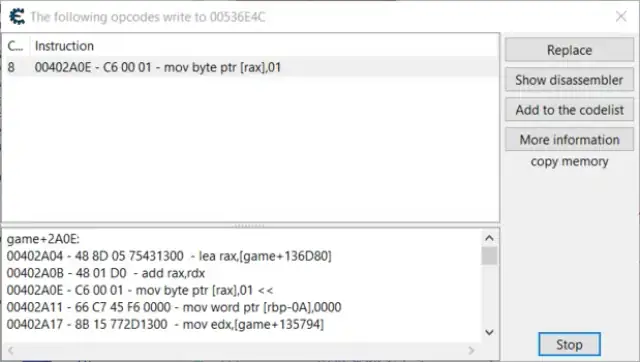 The following opcodes write to 00536E4C
C... Instruction
8 00402A0E - C6 00 01 - mov byte ptr [rax],01
Replace
Show disassembler
Add to the codelist
More information
copy memory
game+2A0E:
00402A04 - 48 8D 05 75431300 - lea rax,[game+136D80]
00402A0B - 48 01 D0 - add rax,rdx
00402A0E - C6 00 01 - mov byte ptr [rax],01 <<
00402A11 - 66 C7 45 F6 0000 - mov word ptr [rbp-0A],0000
00402A17 - 8B 15 772D1300 - mov edx,[game+135794]
Stop